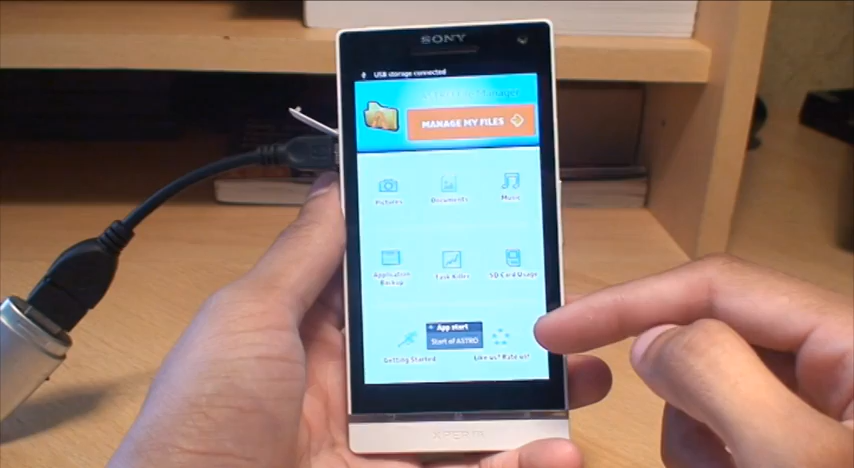 SONY
USB storage connected
Manager
MANAGE MY FILES
Pictures
Documents
Music
Application
Backup
Task Killer
SD Card Usage
App start
Start of ASTRO
Getting Started
Like us? Rate us!
XPERIA